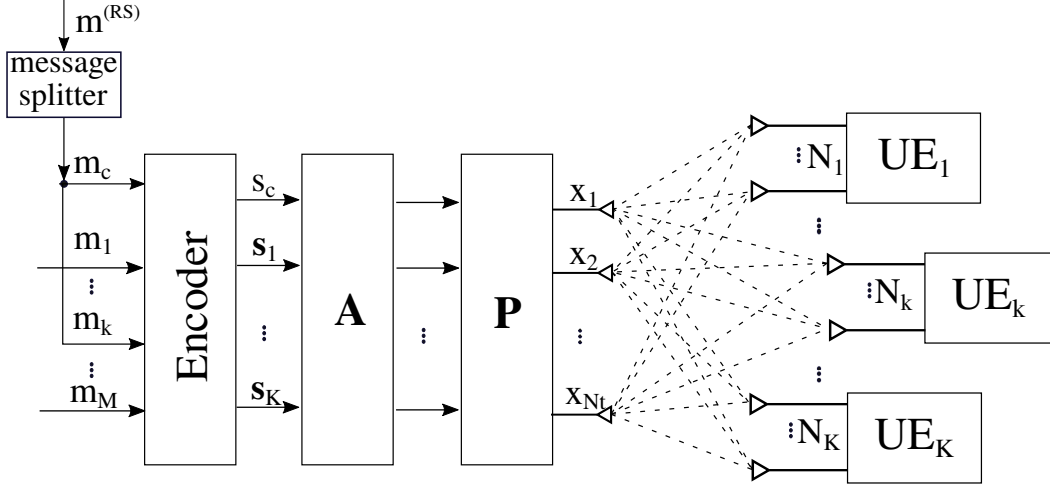 m(RS)
message
splitter
mc
m1
mk
mM
Encoder
sc
s1
sK
A
P
x1
x2
xNt
N1
UE1
Nk
UEk
NK
UEK